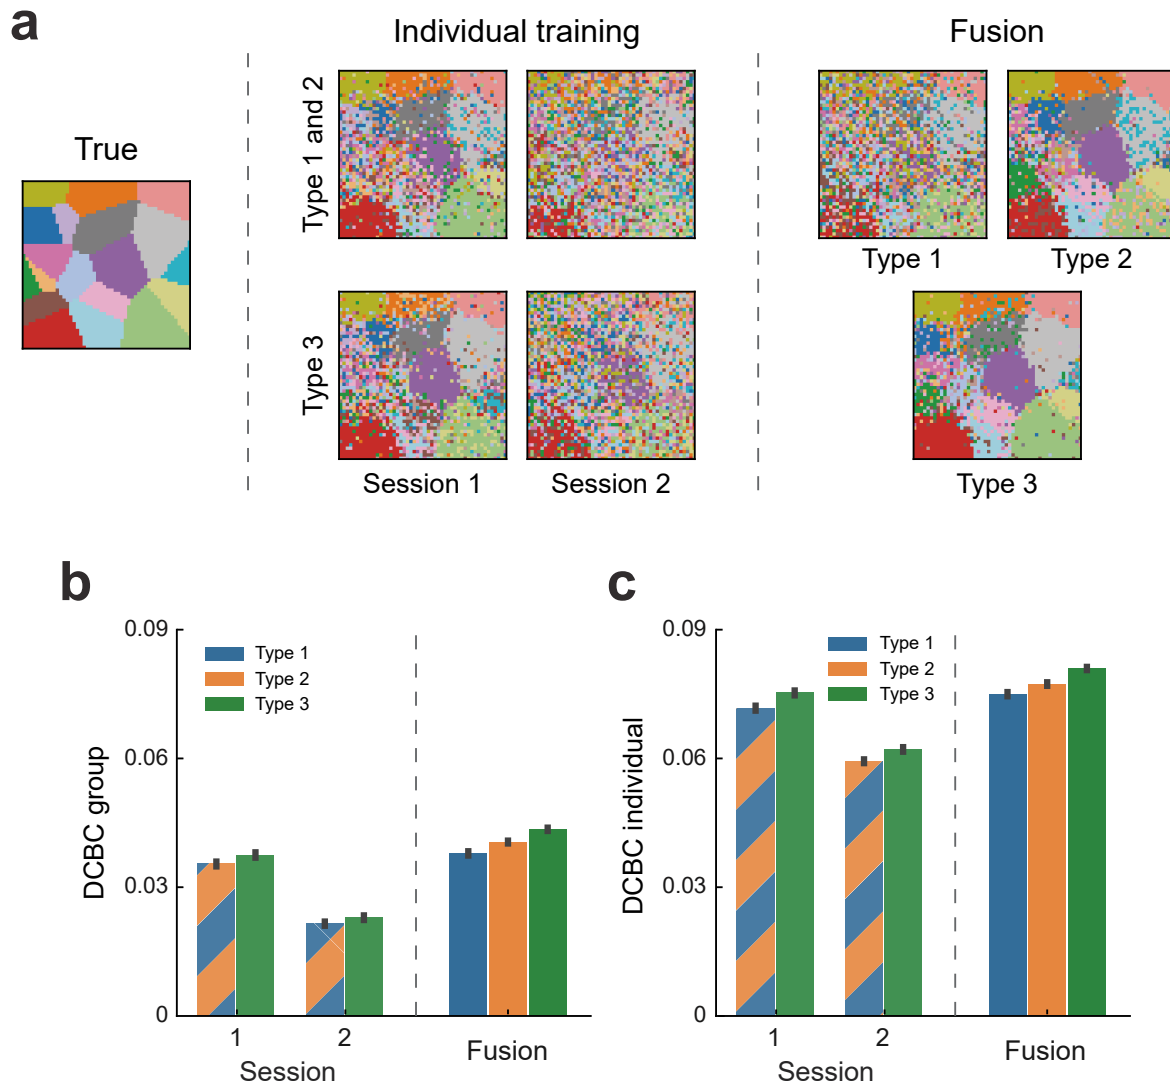 a
Individual training
Fusion
True
Type 1 and 2
Type 1
Type 2
Type 3
Session 1
Session 2
Type 3
b
0.09
0.06
0.03
0
DCBC group
Type 1
Type 2
Type 3
1
2
Session
Fusion
c
0.09
0.06
0.03
0
DCBC individual
Type 1
Type 2
Type 3
1
2
Session
Fusion